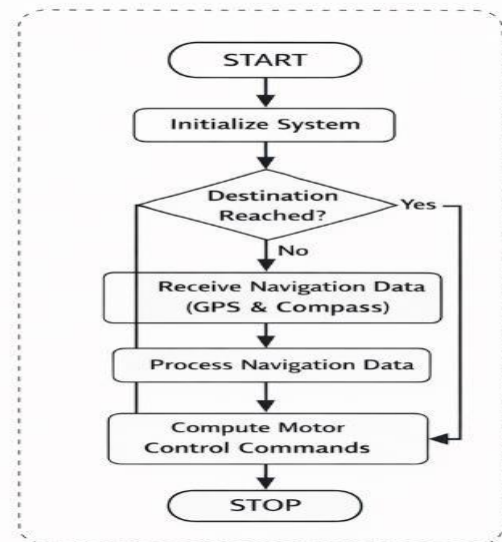 START
Initialize System
Destination
Reached?
Yes
No
Receive Navigation Data
(GPS & Compass)
Process Navigation Data
Compute Motor
Control Commands
STOP